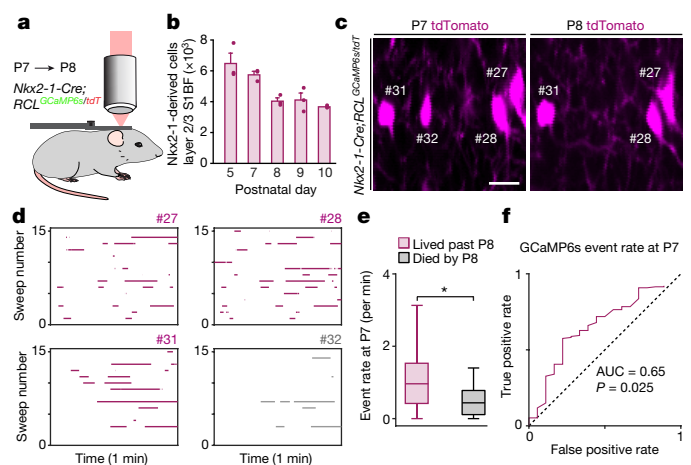 a
P7 → P8
Nkx2-1-Cre;
RCL^GCaMP6s/tdT
b
Nkx2-1-derived cells
layer 2/3 S1BF (×10³)
10
8
6
4
2
0
5 7 8 9 10
Postnatal day
c
P7 tdTomato
P8 tdTomato
Nkx2-1-Cre;RCL^GCaMP6s/tdT
#31
#32
#27
#28
#31
#27
#28
d
#27
#28
Sweep number
15
0
15
0
#31
#32
Sweep number
15
0
15
0
Time (1 min)
Time (1 min)
e
Lived past P8
Died by P8
Event rate at P7 (per min)
4
2
0
*
f
GCaMP6s event rate at P7
True positive rate
1
0
AUC = 0.65
P = 0.025
0
1
False positive rate